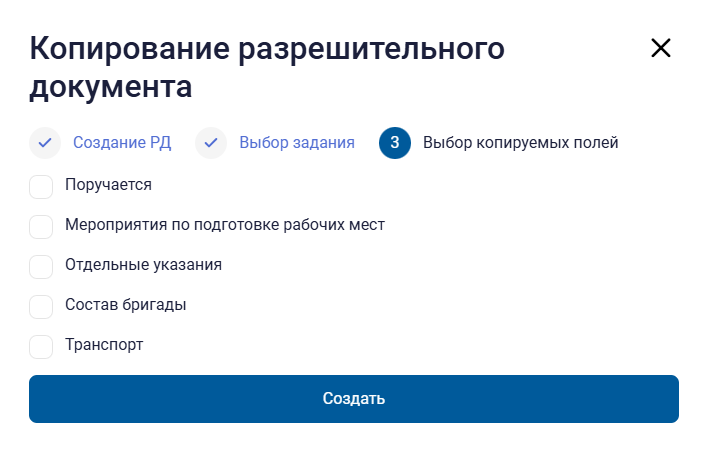 Копирование разрешительного
документа
Создание РД Выбор задания 3 Выбор копируемых полей
Поручается
Мероприятия по подготовке рабочих мест
Отдельные указания
Состав бригады
Транспорт
Создать